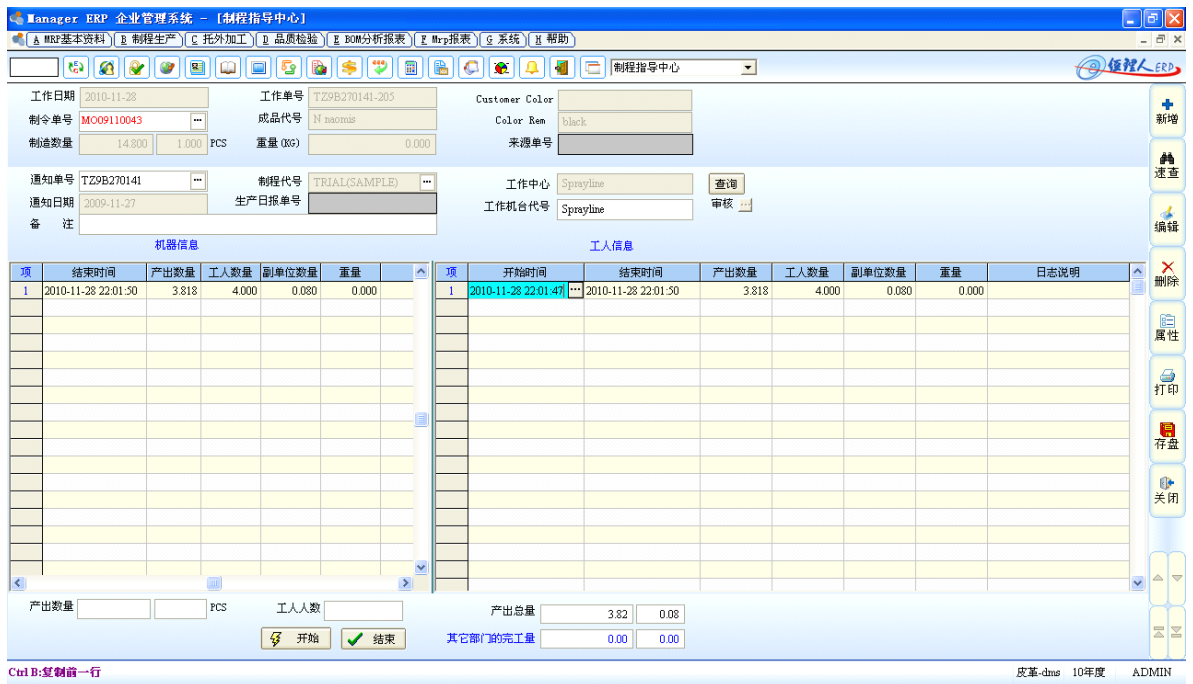 Manager ERP 企业管理系统 - [制程指导中心]
A MRP基本资料 B 制程生产 C 托外加工 D 品质检验 E BOM分析报表 F Mrp报表 G 系统 H 帮助
制程指导中心 经理人ERP
工作日期 2010-11-28 工作单号 TZ9B270141-205 Customer Color
制令单号 MO09110043 ... 成品代号 N naomis Color Rem black
制造数量 14.800 1.000 PCS 重量(KG) 0.000 来源单号
通知单号 TZ9B270141 ... 制程代号 TRIAL(SAMPLE) ... 工作中心 Sprayline 查询
通知日期 2009-11-27 生产日报单号 工作机台代号 Sprayline 审核 ...
备 注
机器信息 工人信息
项 结束时间 产出数量 工人数量 副单位数量 重量 项 开始时间 结束时间 产出数量 工人数量 副单位数量 重量 日志说明
1 2010-11-28 22:01:50 3.818 4.000 0.080 0.000 1 2010-11-28 22:01:47 ... 2010-11-28 22:01:50 3.818 4.000 0.080 0.000
产出数量 PCS 工人人数 产出总量 3.82 0.08
开始 结束 其它部门的完工量 0.00 0.00
新增
速查
编辑
删除
属性
打印
存盘
关闭
Ctrl B:复制前一行 皮革-dms 10年度 ADMIN